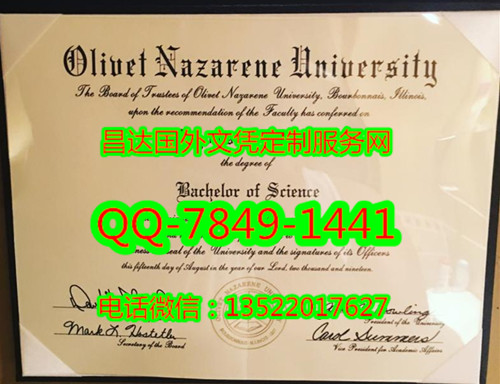 Olivet Nazarene University
The Board of Trustees of Olivet Nazarene University, Bourbonnais, Illinois,
upon the recommendation of the Faculty has conferred on
昌达国外文凭定制服务网
the degree of
Bachelor of Science
QQ-7849-1441
Seal of the University and the signatures of its Officers
this fifteenth day of August in the year of our Lord, two thousand and nineteen.
电话微信：13522017627
President of the University
Mark L. Hostetler
Secretary of the Board
Carol Summers
Vice President for Academic Affairs